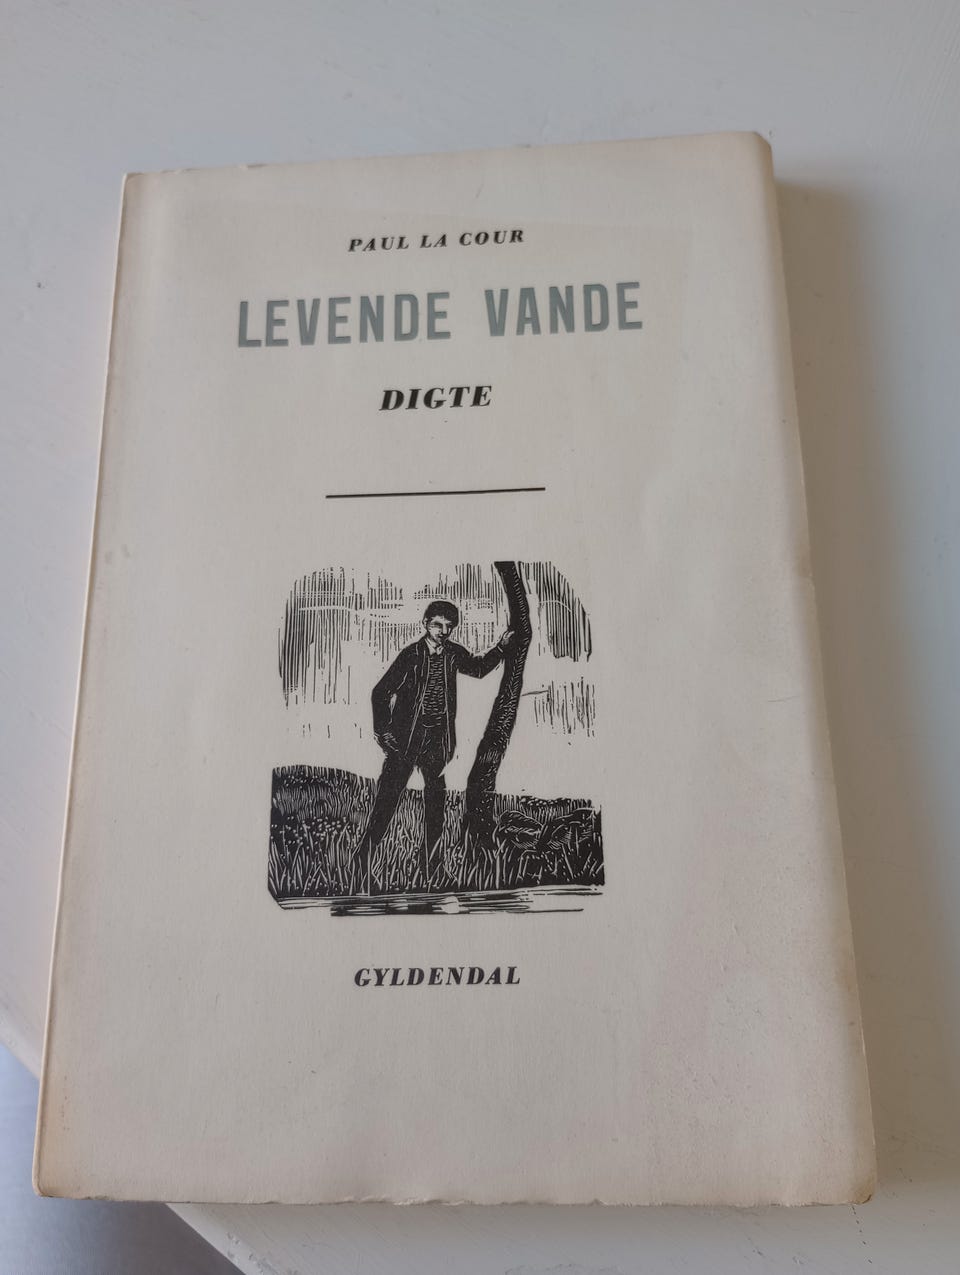 PAUL LA COUR
LEVENDE VANDE
DIGTE
GYLDENDAL